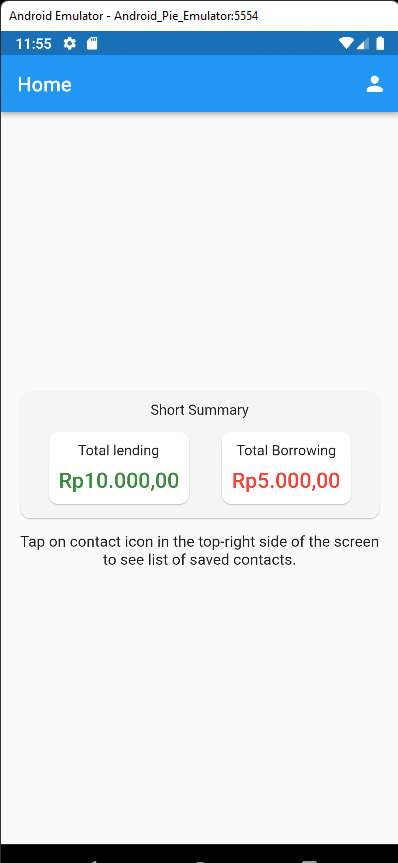 Android Emulator - Android_Pie_Emulator:5554
11:55
Home
Short Summary
Total lending
Total Borrowing
Rp10.000,00
Rp5.000,00
Tap on contact icon in the top-right side of the screen
to see list of saved contacts.